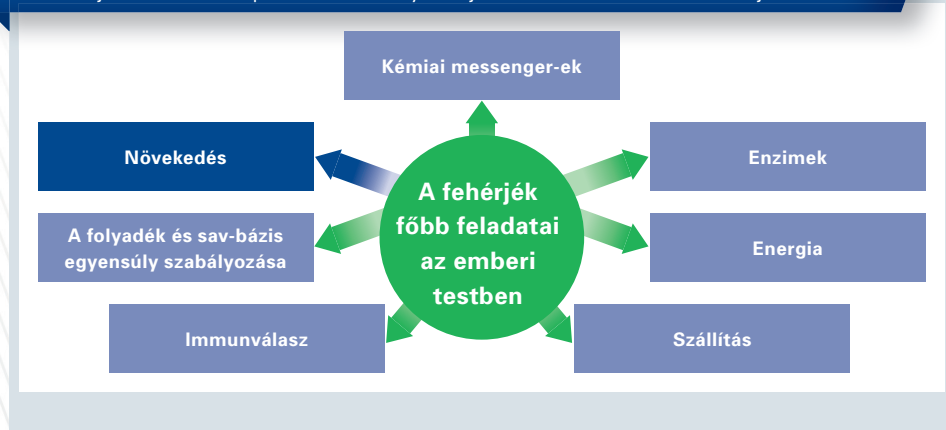 Kémiai messenger-ek
Növekedés
Enzimek
A fehérjék
főbb feladatai
az emberi
testben
A folyadék és sav-bázis
egyensúly szabályozása
Energia
Immunválasz
Szállítás